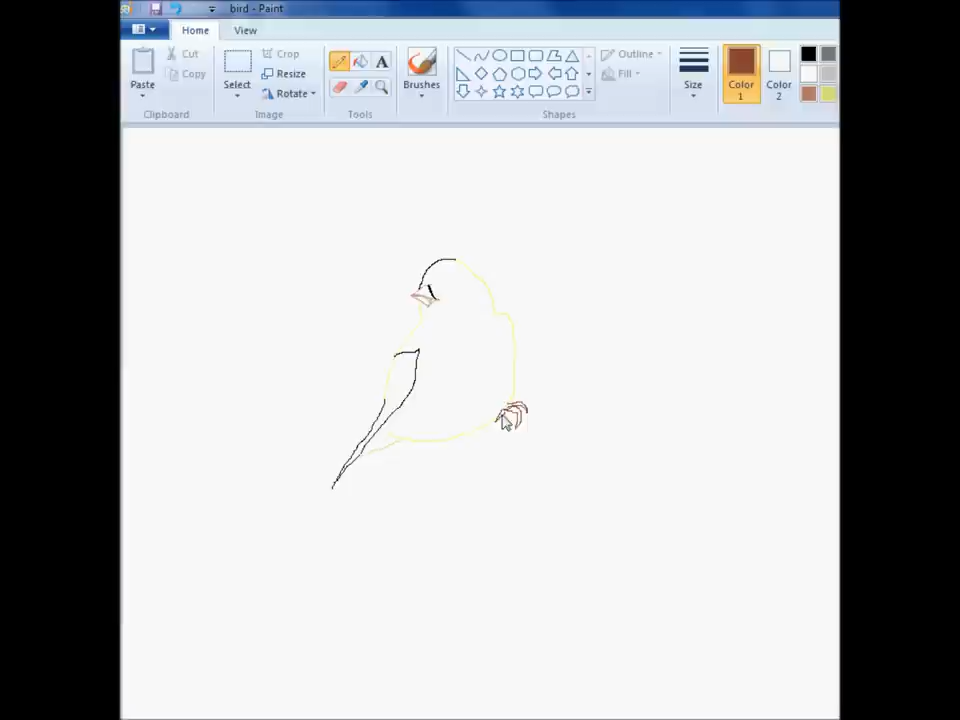 bird - Paint
Home View
Paste
Cut
Copy
Clipboard
Select
Crop
Resize
Rotate
Image
A
Tools
Brushes
Outline
Fill
Shapes
Size
Color
1
Color
2